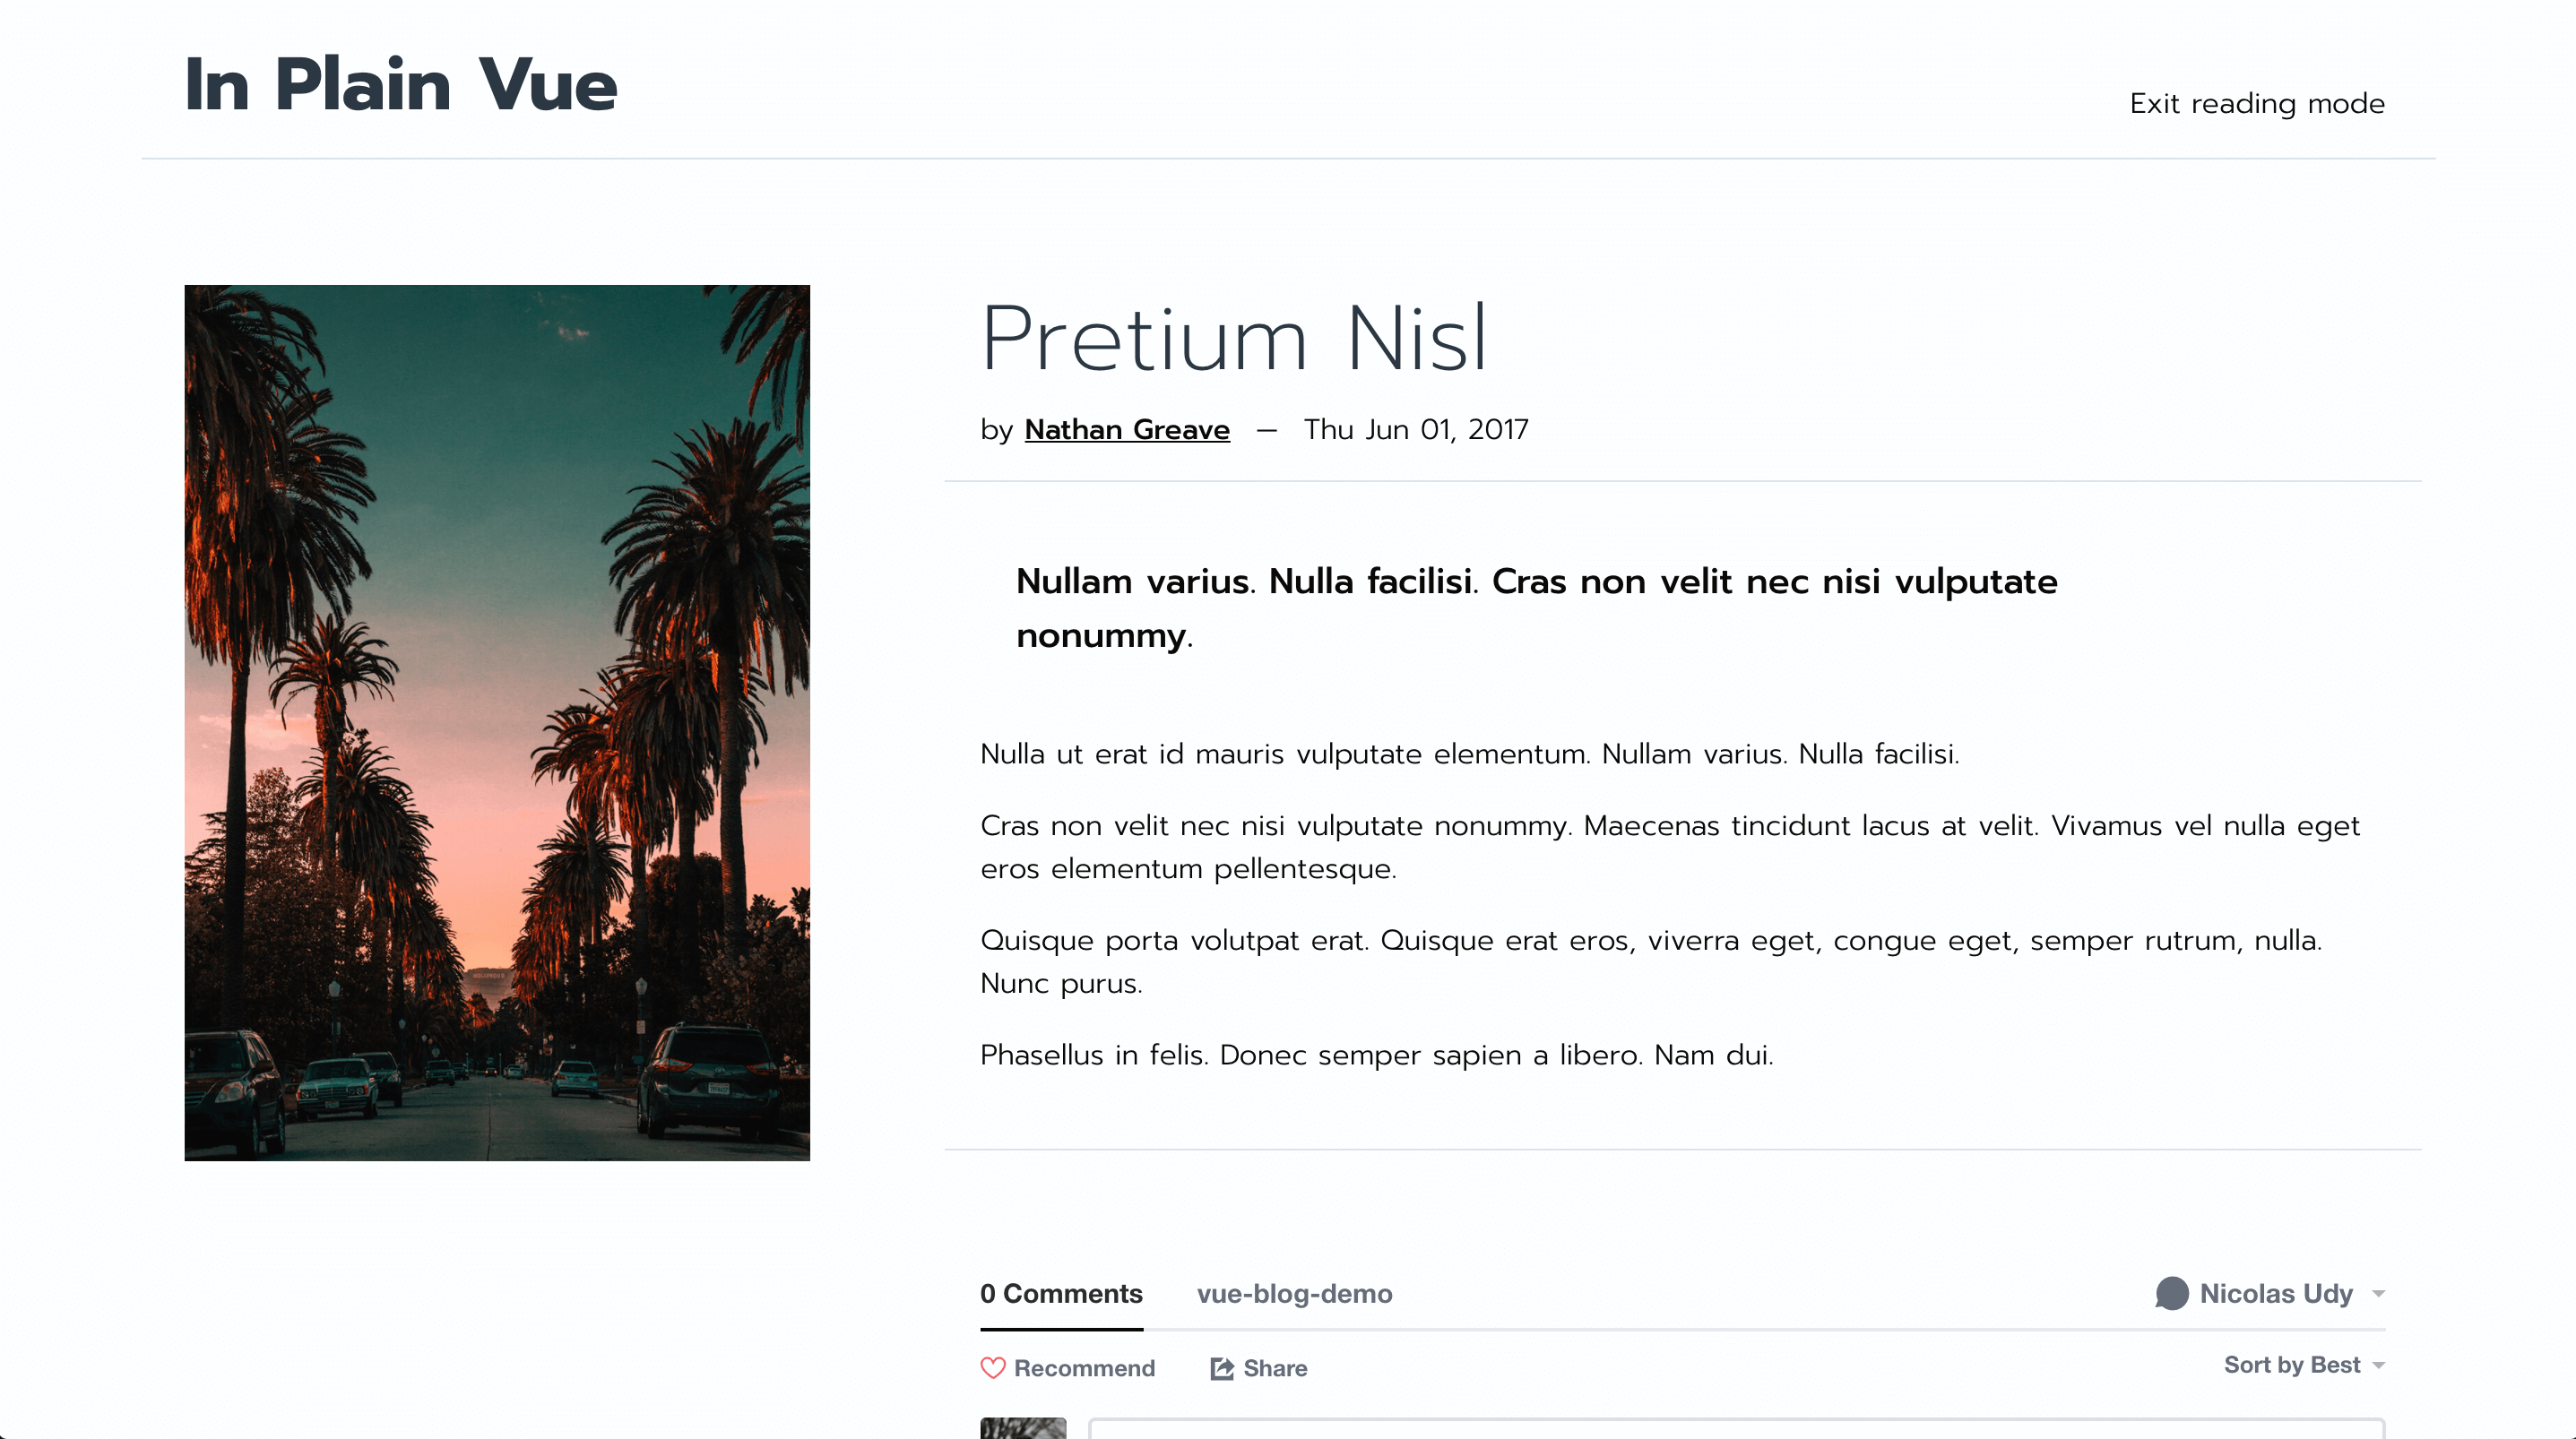 In Plain Vue
Exit reading mode
Pretium Nisl
by Nathan Greave — Thu Jun 01, 2017
Nullam varius. Nulla facilisi. Cras non velit nec nisi vulputate
nonummy.
Nulla ut erat id mauris vulputate elementum. Nullam varius. Nulla facilisi.
Cras non velit nec nisi vulputate nonummy. Maecenas tincidunt lacus at velit. Vivamus vel nulla eget
eros elementum pellentesque.
Quisque porta volutpat erat. Quisque erat eros, viverra eget, congue eget, semper rutrum, nulla.
Nunc purus.
Phasellus in felis. Donec semper sapien a libero. Nam dui.
0 Comments vue-blog-demo Nicolas Udy
Recommend Share Sort by Best